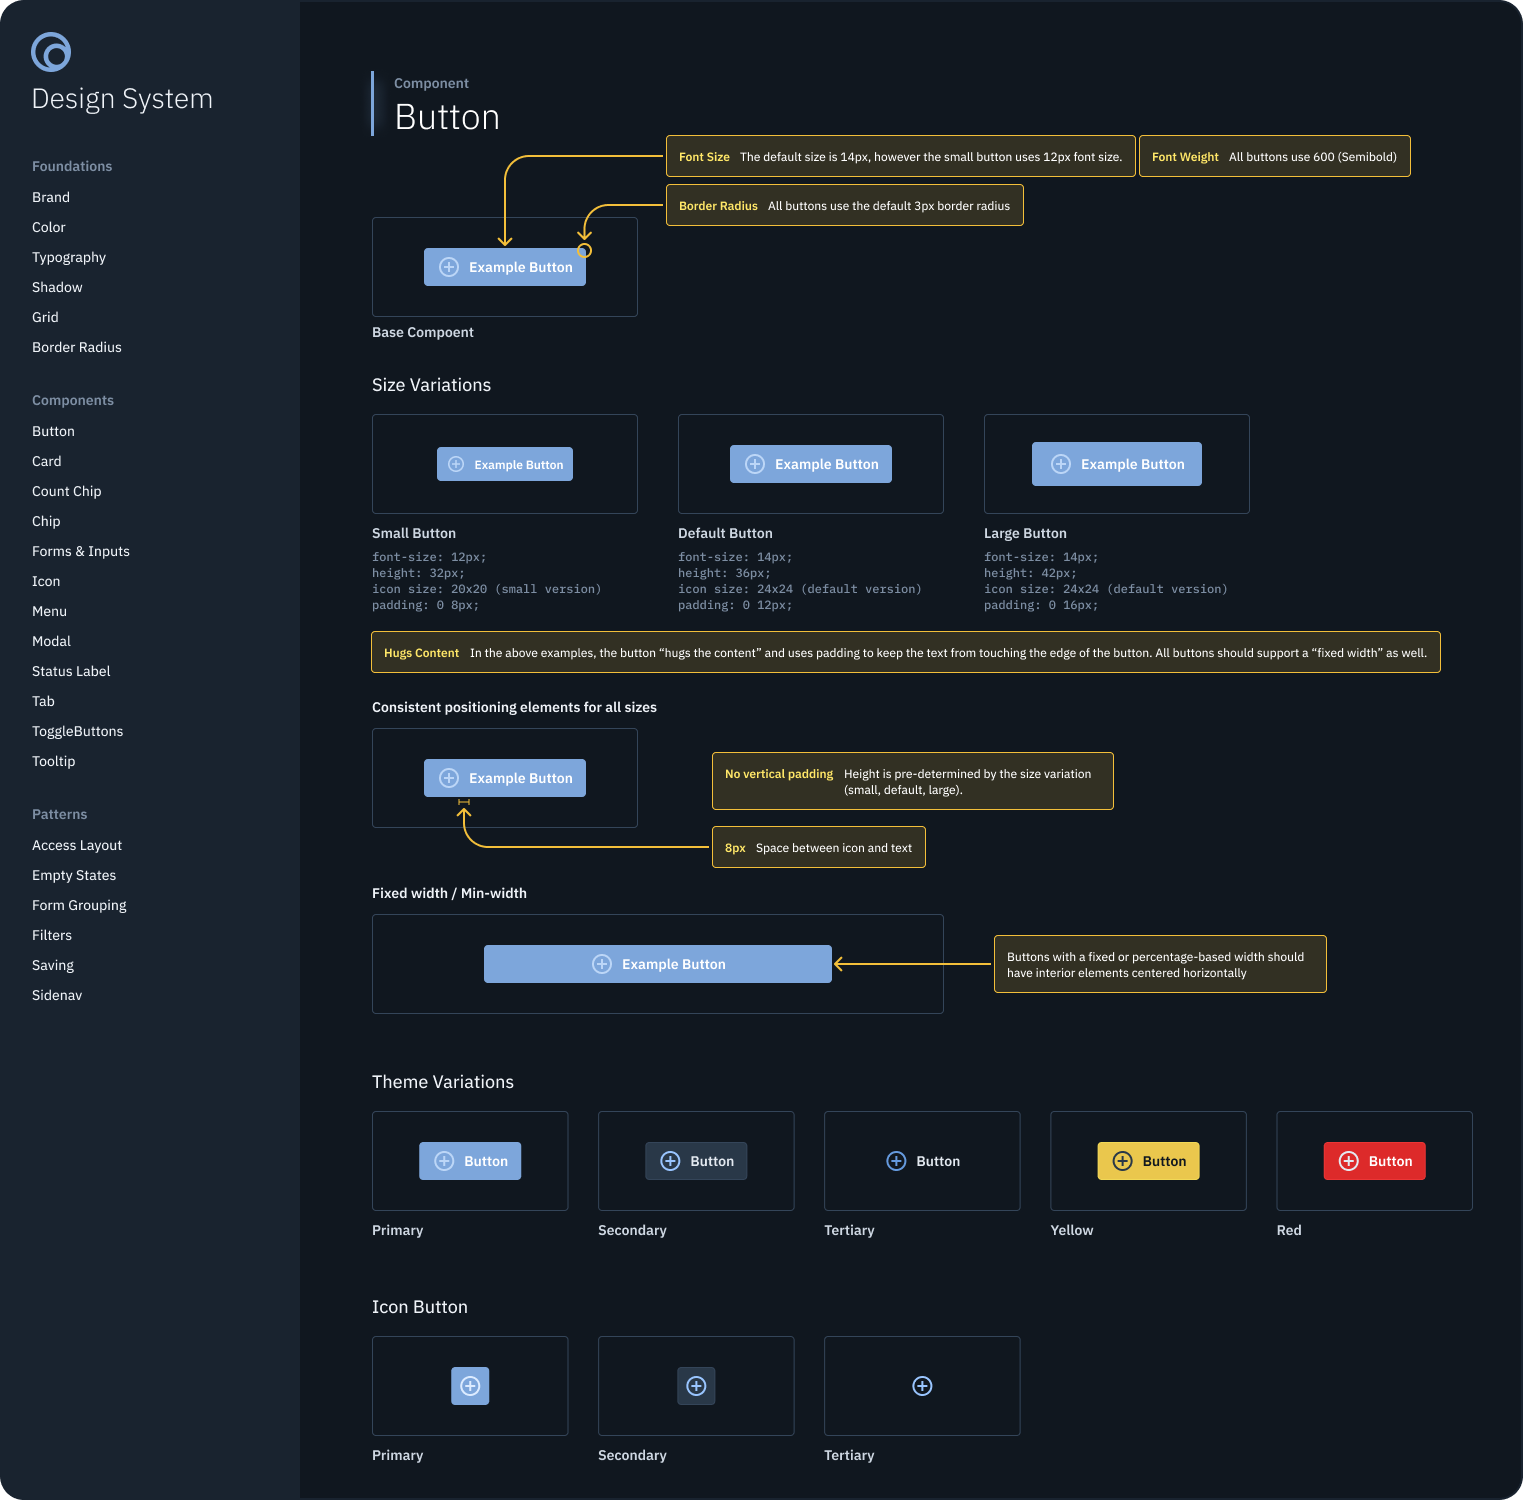 Design System
Foundations
Brand
Color
Typography
Shadow
Grid
Border Radius
Components
Button
Card
Count Chip
Chip
Forms & Inputs
Icon
Menu
Modal
Status Label
Tab
ToggleButtons
Tooltip
Patterns
Access Layout
Empty States
Form Grouping
Filters
Saving
Sidenav
Component
Button
Font Size The default size is 14px, however the small button uses 12px font size.
Font Weight All buttons use 600 (Semibold)
Border Radius All buttons use the default 3px border radius
Example Button
Base Compoent
Size Variations
Example Button
Example Button
Example Button
Small Button
font-size: 12px;
height: 32px;
icon size: 20x20 (small version)
padding: 0 8px;
Default Button
font-size: 14px;
height: 36px;
icon size: 24x24 (default version)
padding: 0 12px;
Large Button
font-size: 14px;
height: 42px;
icon size: 24x24 (default version)
padding: 0 16px;
Hugs Content In the above examples, the button “hugs the content” and uses padding to keep the text from touching the edge of the button. All buttons should support a “fixed width” as well.
Consistent positioning elements for all sizes
Example Button
No vertical padding Height is pre-determined by the size variation
(small, default, large).
8px Space between icon and text
Fixed width / Min-width
Example Button
Buttons with a fixed or percentage-based width should
have interior elements centered horizontally
Theme Variations
Button
Button
Button
Button
Button
Primary
Secondary
Tertiary
Yellow
Red
Icon Button
Primary
Secondary
Tertiary